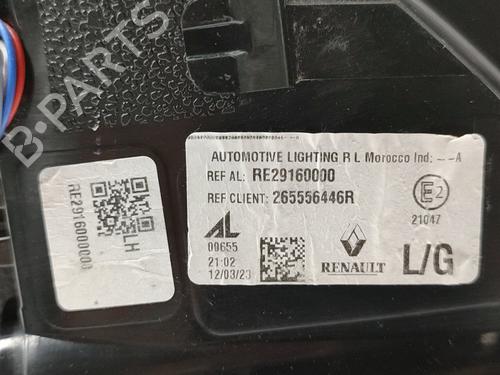 B-PARTS
AUTOMOTIVE LIGHTING R L Morocco Ind: - -A
REF AL: RE29160000
REF CLIENT: 265556446R
E2
21047
AL
00655
21:02
12/03/23
RENAULT
L/G
RE29160000
LH